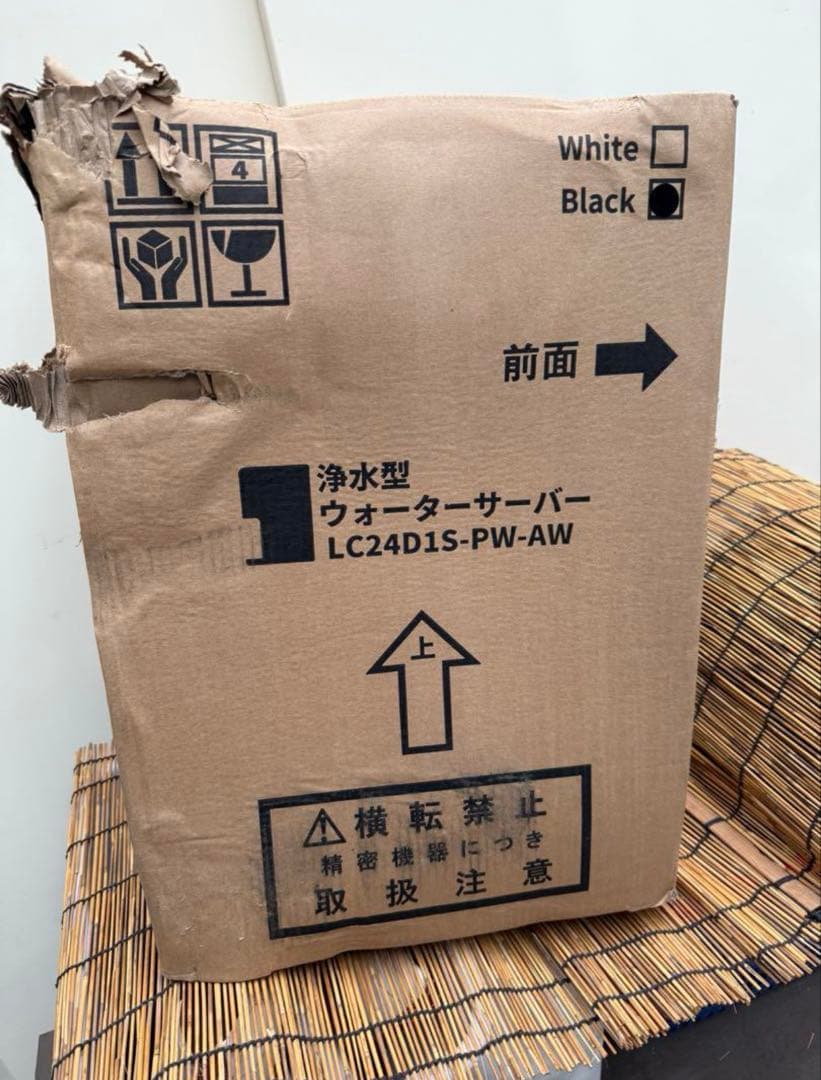 4
White
Black
前面
浄水型
ウォーターサーバー
LC24D1S-PW-AW
上
横転禁止
精密機器につき
取扱注意